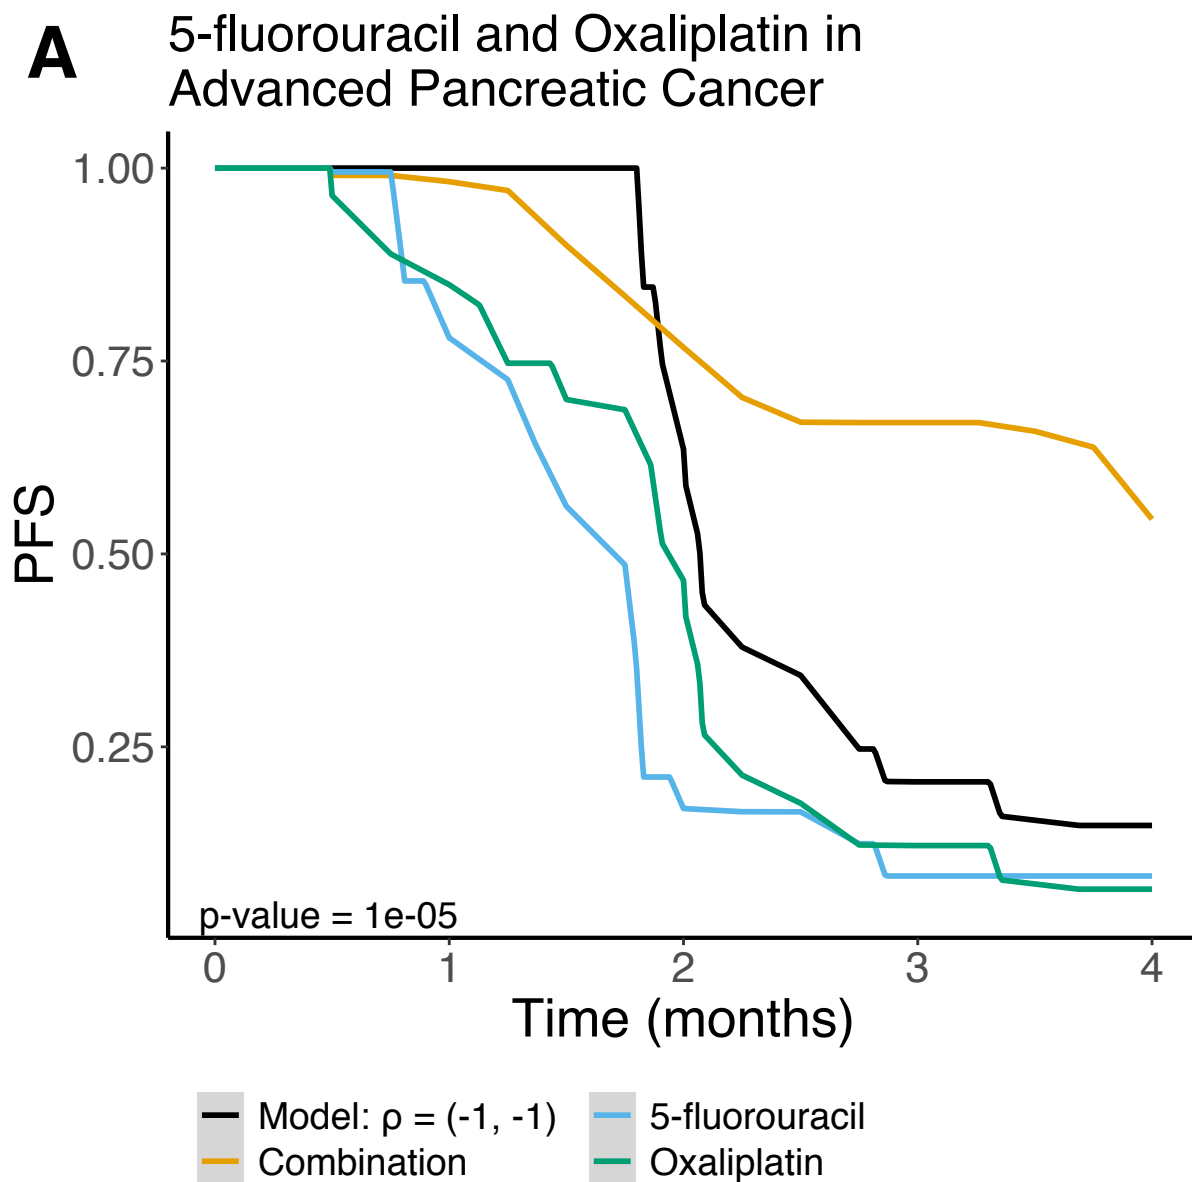 A
5-fluorouracil and Oxaliplatin in
Advanced Pancreatic Cancer
1.00
0.75
0.50
0.25
PFS
p-value = 1e-05
0 1 2 3 4
Time (months)
Model: ρ = (-1, -1) 5-fluorouracil
Combination Oxaliplatin